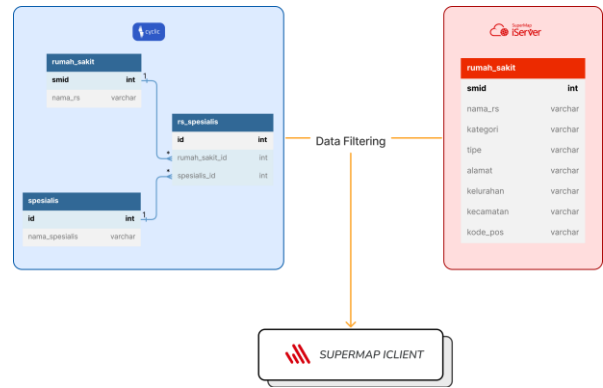 cyclic
rumah_sakit
smid int
nama_rs varchar
1
rs_spesialis
id int
rumah_sakit_id int
spesialis_id int
*
*
spesialis
id int
nama_spesialis varchar
1
Data Filtering
SuperMap
iServer
rumah_sakit
smid int
nama_rs varchar
kategori varchar
tipe varchar
alamat varchar
kelurahan varchar
kecamatan varchar
kode_pos varchar
SUPERMAP ICLIENT